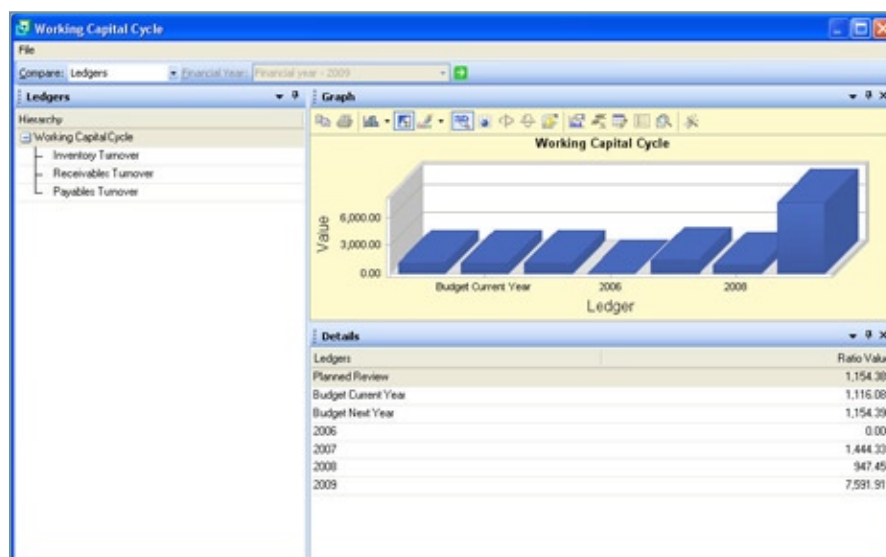 Working Capital Cycle
File
Compare: Ledgers Financial Year: Financial year - 2009
Ledgers
Hierarchy
Working Capital Cycle
Inventory Turnover
Receivables Turnover
Payables Turnover
Graph
Working Capital Cycle
Value
6,000.00
3,000.00
0.00
Budget Current Year 2006 2008
Ledger
Details
Ledgers Ratio Valu
Planned Review 1,154.38
Budget Current Year 1,116.08
Budget Next Year 1,154.39
2006 0.00
2007 1,444.33
2008 947.45
2009 7,591.91